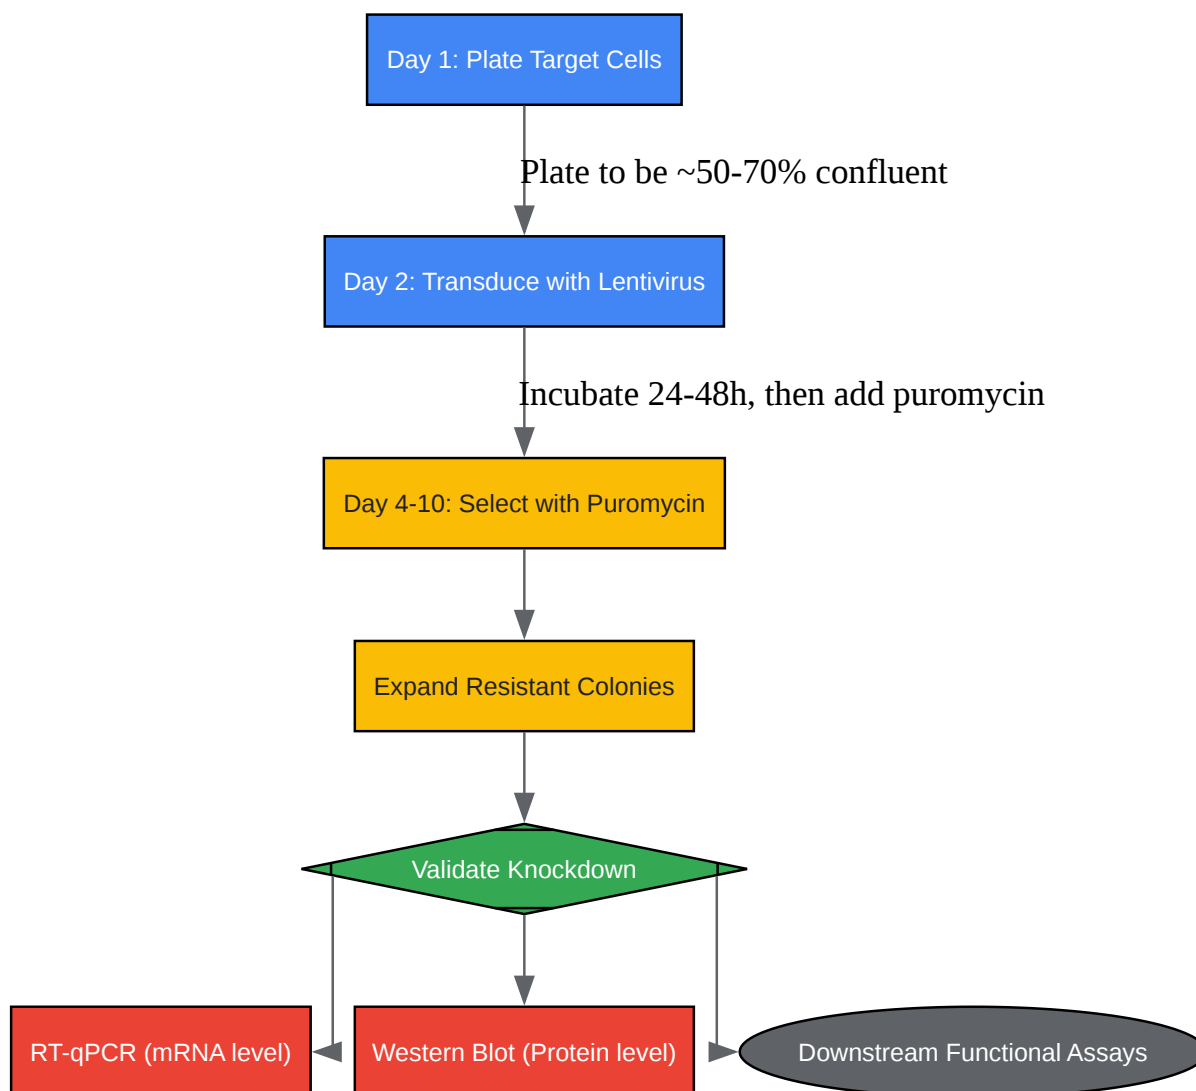 Day 1: Plate Target Cells
Plate to be ~50-70% confluent
Day 2: Transduce with Lentivirus
Incubate 24-48h, then add puromycin
Day 4-10: Select with Puromycin
Expand Resistant Colonies
Validate Knockdown
RT-qPCR (mRNA level)
Western Blot (Protein level)
Downstream Functional Assays